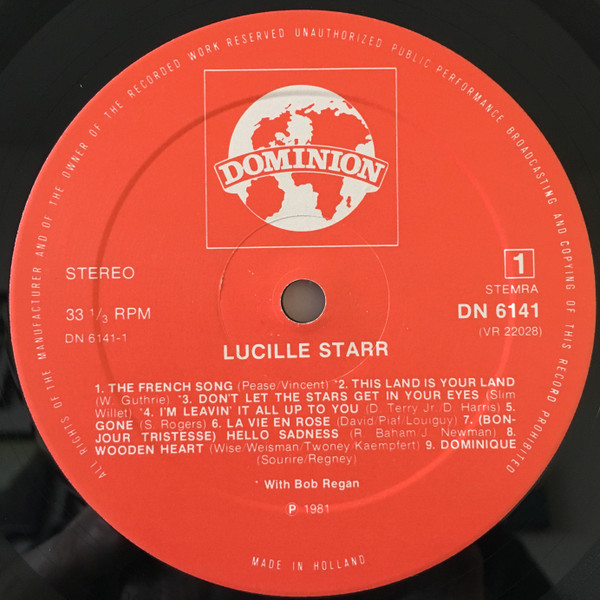 ALL RIGHTS OF THE MANUFACTURER AND OF THE OWNER OF THE RECORDED WORK RESERVED UNAUTHORIZED PUBLIC PERFORMANCE BROADCASTING AND COPYING OF THIS RECORD PROHIBITED
DOMINION
STEREO
1
STEMRA
33 1/3 RPM
DN 6141
DN 6141-1
(VR 22028)
LUCILLE STARR
1. THE FRENCH SONG (Pease/Vincent) *2. THIS LAND IS YOUR LAND
(W. Guthrie) *3. DON'T LET THE STARS GET IN YOUR EYES (Slim
Willet) *4. I'M LEAVIN' IT ALL UP TO YOU (D. Terry Jr/D. Harris) 5.
GONE (S. Rogers) 6. LA VIE EN ROSE (David/Piaf/Louiguy) 7. (BON-
JOUR TRISTESSE) HELLO SADNESS (R. Baham/J. Newman) 8.
WOODEN HEART (Wise/Weisman/Twoney/Kaempfert) 9. DOMINIQUE
(Sourire/Regney)
* With Bob Regan
℗ 1981
MADE IN HOLLAND